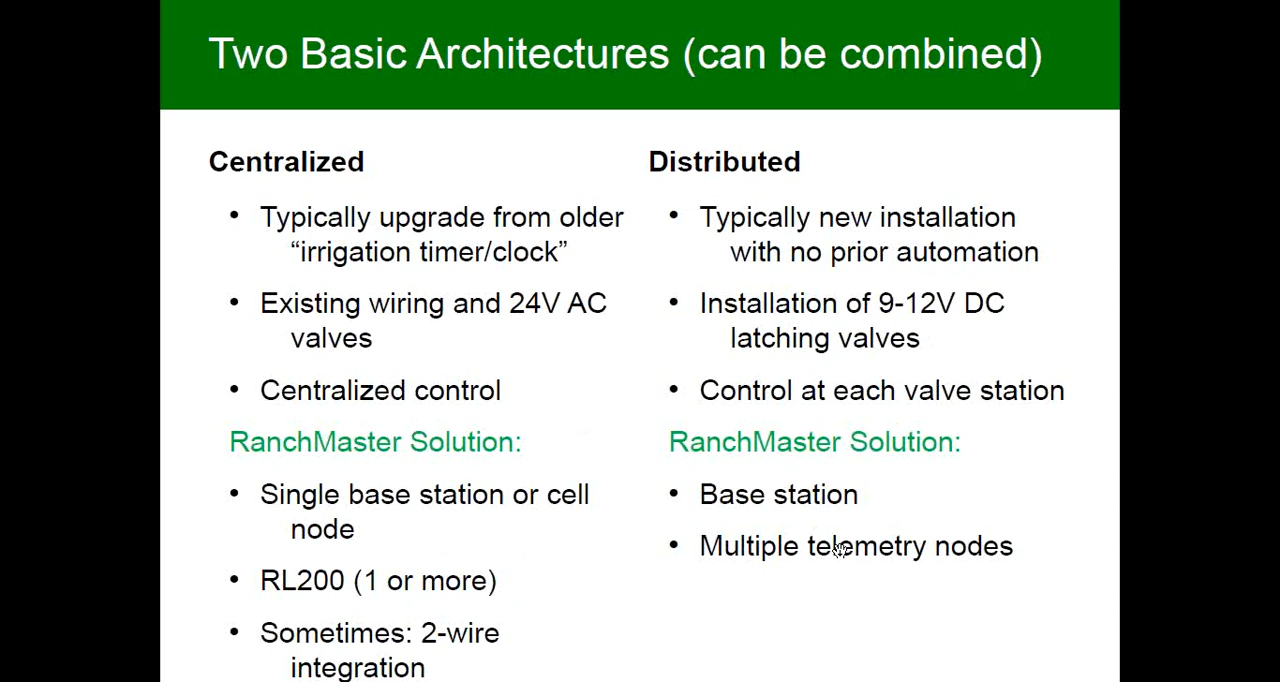 Two Basic Architectures (can be combined)
Centralized
• Typically upgrade from older
“irrigation timer/clock”
• Existing wiring and 24V AC
valves
• Centralized control
RanchMaster Solution:
• Single base station or cell
node
• RL200 (1 or more)
• Sometimes: 2-wire
integration
Distributed
• Typically new installation
with no prior automation
• Installation of 9-12V DC
latching valves
• Control at each valve station
RanchMaster Solution:
• Base station
• Multiple telemetry nodes